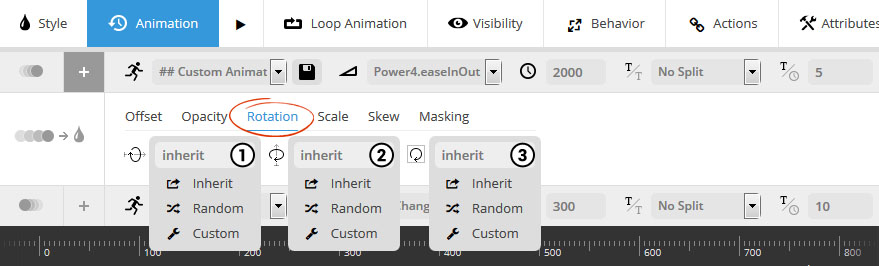 Style Animation Loop Animation Visibility Behavior Actions Attributes
+ ## Custom Animat Power4.easeInOut 2000 T/T No Split T/ 5
Offset Opacity Rotation Scale Skew Masking
inherit 1 inherit 2 inherit 3
Inherit Inherit Inherit
Random Random Random
Custom Custom Custom
+ Chang 300 T/T No Split T/ 10
0 100 200 300 400 500 600 700 800